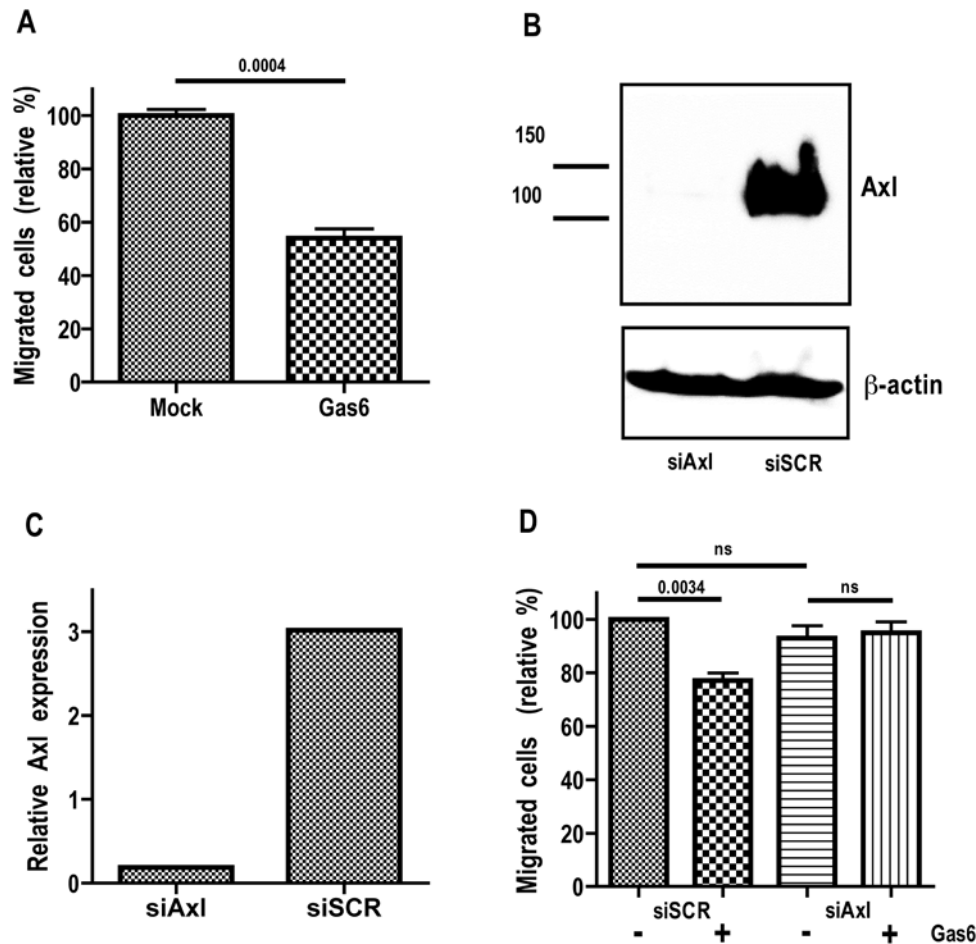 A
0.0004
Migrated cells (relative %)
100
80
60
40
20
0
Mock
Gas6
B
150
100
Axl
β-actin
siAxl
siSCR
C
Relative Axl expression
3
2
1
0
siAxl
siSCR
D
ns
0.0034
ns
Migrated cells (relative %)
100
80
60
40
20
0
siSCR
siAxl
- + - + Gas6